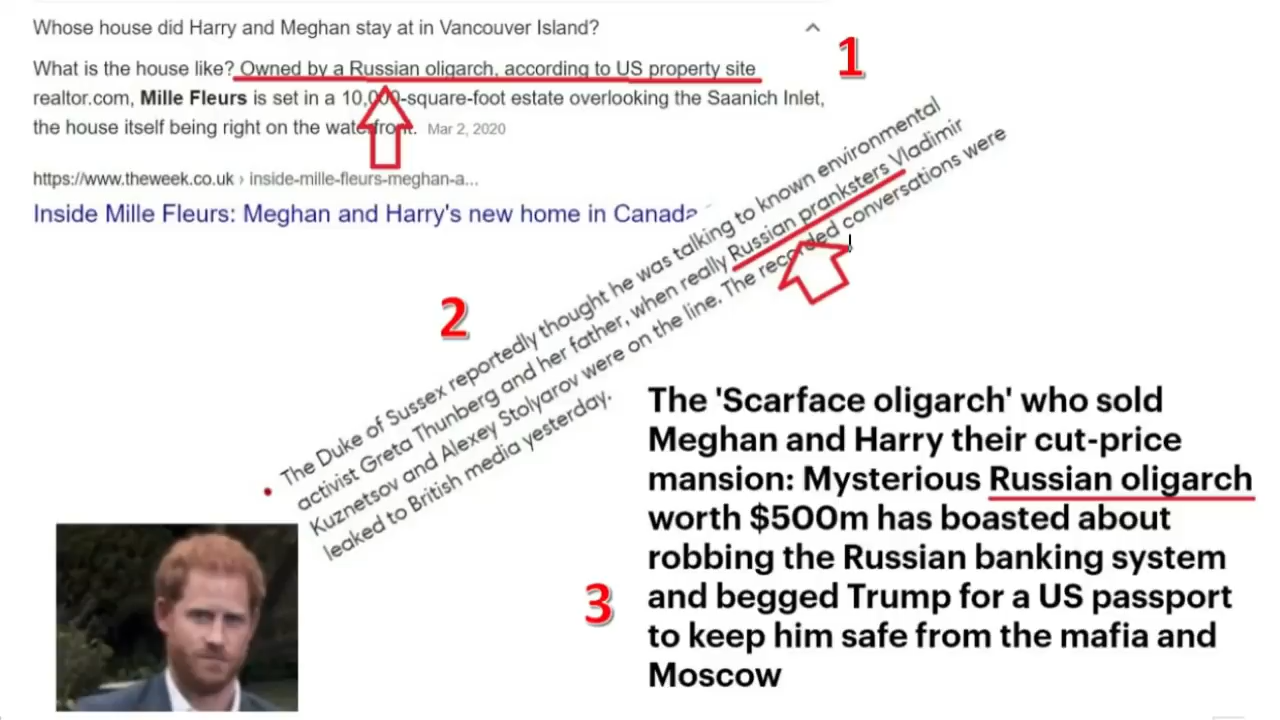 Whose house did Harry and Meghan stay at in Vancouver Island?
What is the house like? Owned by a Russian oligarch, according to US property site
realtor.com, Mille Fleurs is set in a 10,000-square-foot estate overlooking the Saanich Inlet,
the house itself being right on the waterfront. Mar 2, 2020
https://www.theweek.co.uk › inside-mille-fleurs-meghan-a...
Inside Mille Fleurs: Meghan and Harry's new home in Canada
1
2
The Duke of Sussex reportedly thought he was talking to known environmental
activist Greta Thunberg and her father, when really Russian pranksters Vladimir
Kuznetsov and Alexey Stolyarov were on the line. The recorded conversations were
leaked to British media yesterday.
3
The 'Scarface oligarch' who sold
Meghan and Harry their cut-price
mansion: Mysterious Russian oligarch
worth $500m has boasted about
robbing the Russian banking system
and begged Trump for a US passport
to keep him safe from the mafia and
Moscow